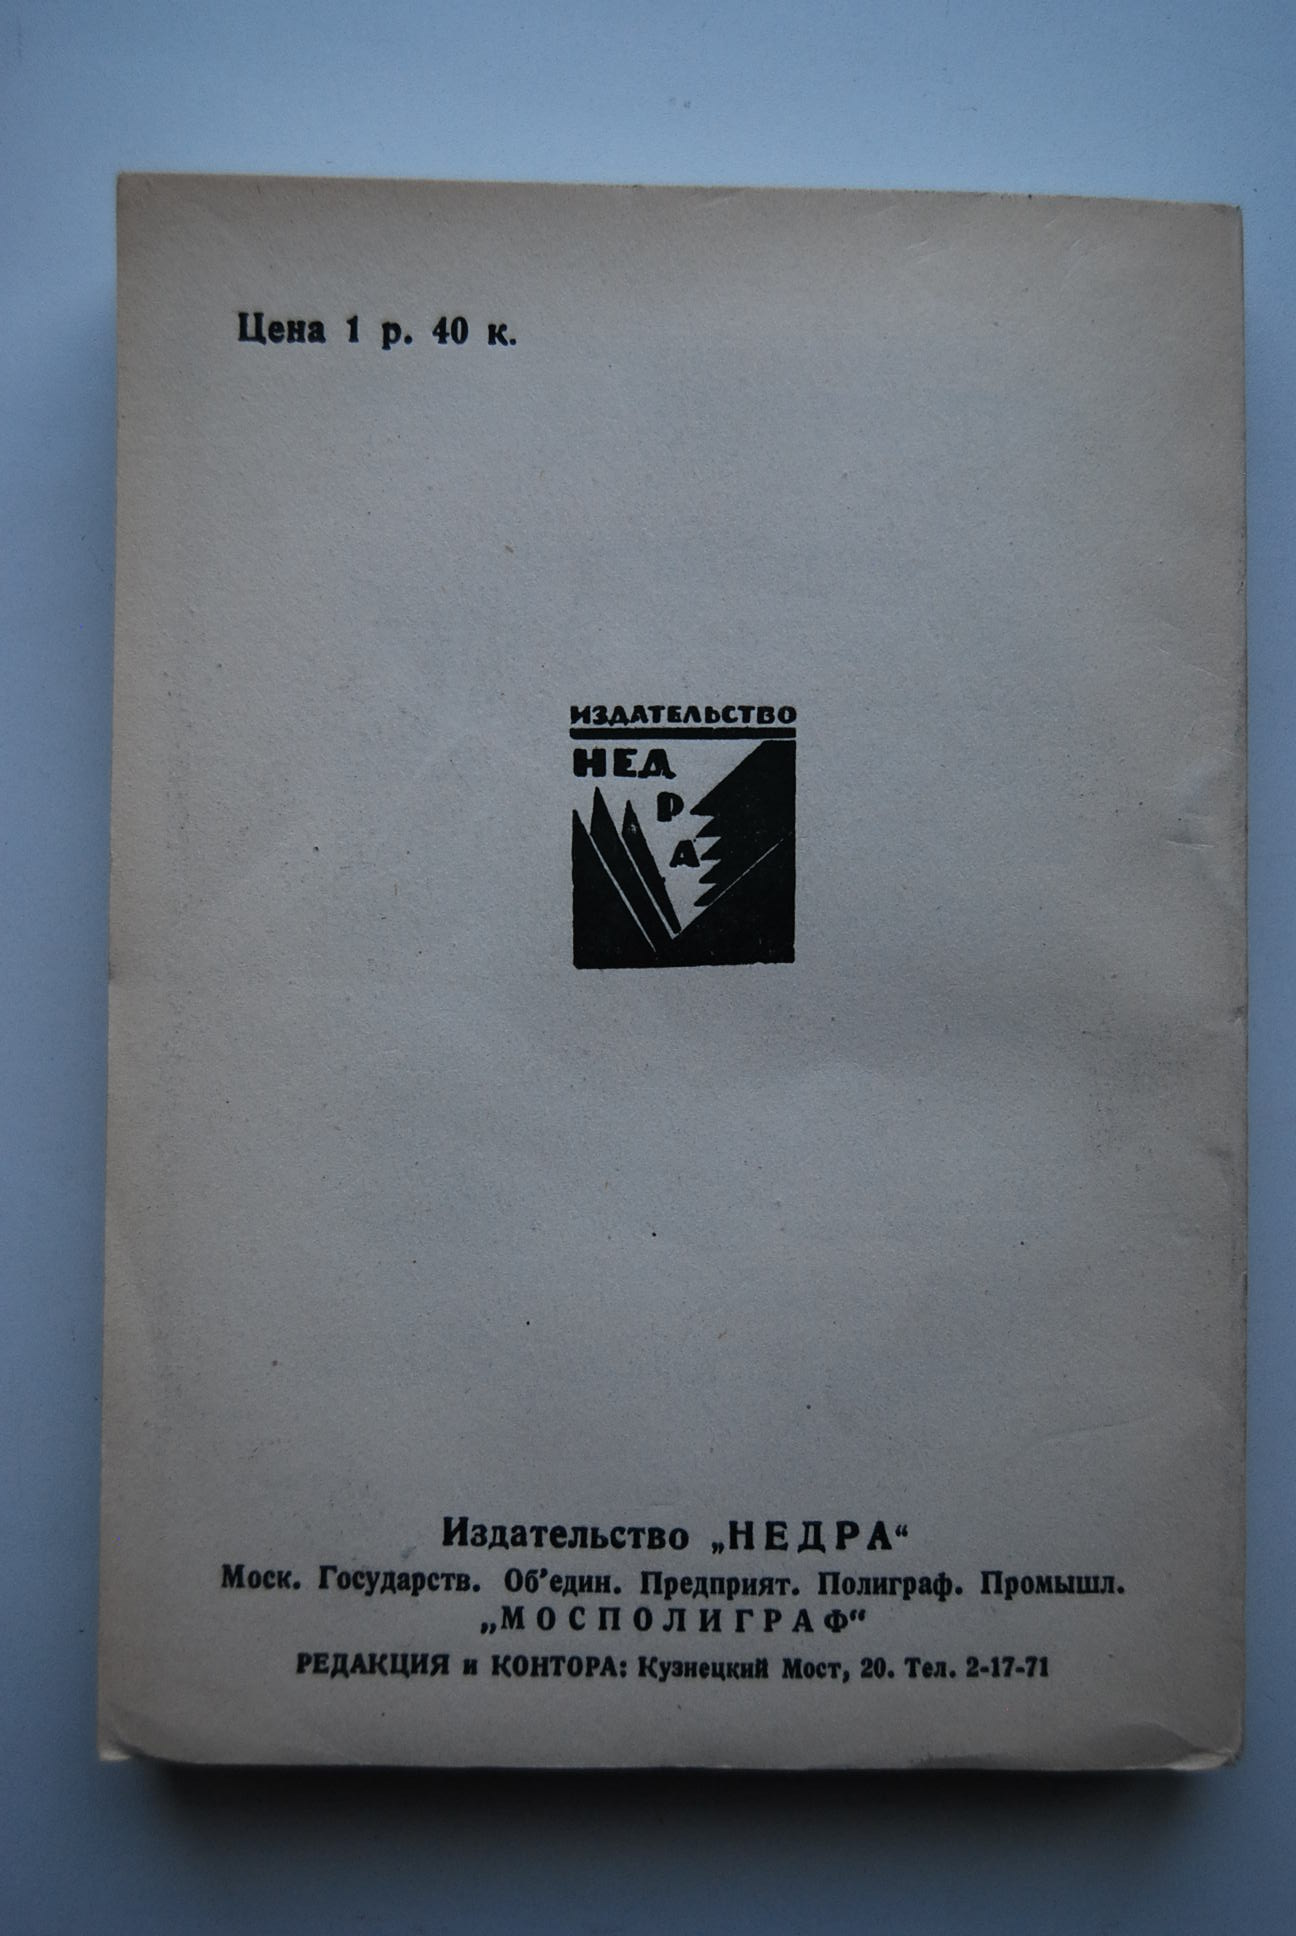 Цена 1 р. 40 к.
ИЗДАТЕЛЬСТВО
НЕД
Р
А
Издательство „НЕДРА“
Моск. Государств. Об'един. Предприят. Полиграф. Промышл.
„МОСПОЛИГРАФ“
РЕДАКЦИЯ и КОНТОРА: Кузнецкий Мост, 20. Тел. 2-17-71